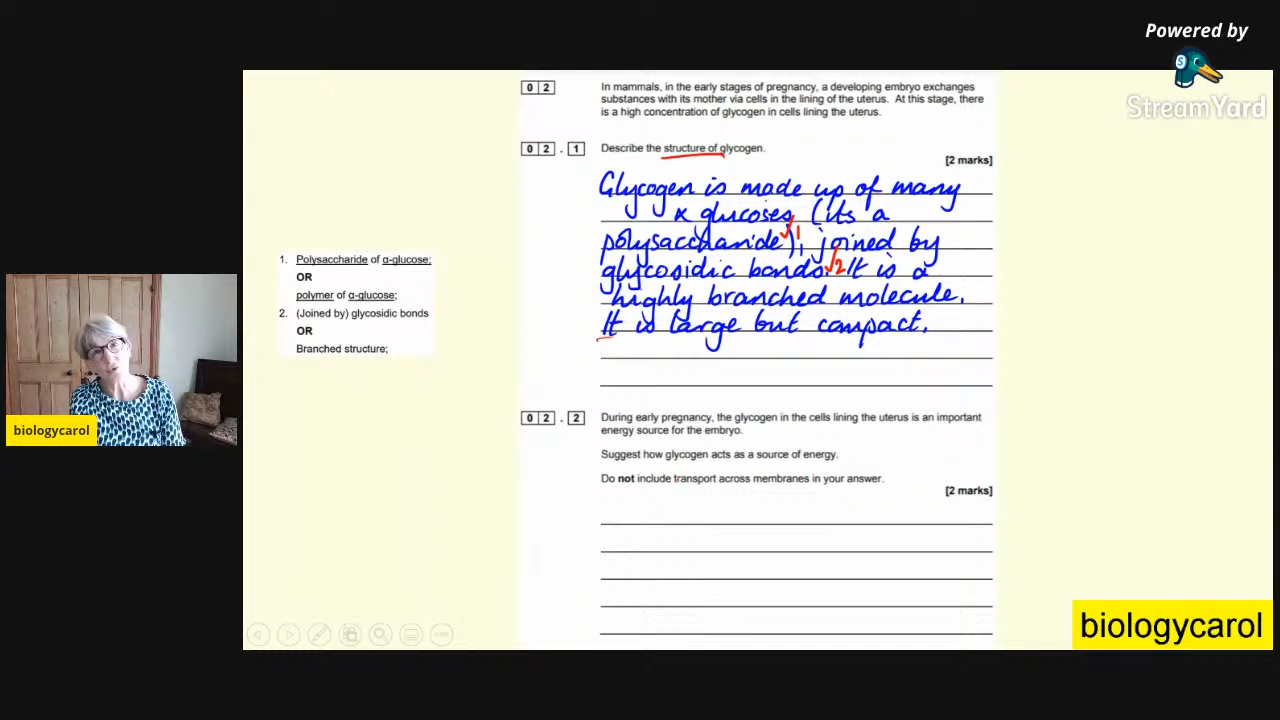 Powered by
StreamYard
0 2
In mammals, in the early stages of pregnancy, a developing embryo exchanges
substances with its mother via cells in the lining of the uterus. At this stage, there
is a high concentration of glycogen in cells lining the uterus.
0 2 . 1
Describe the structure of glycogen.
[2 marks]
Glycogen is made up of many
α glucoses, (its a
polysaccharide ✓1), joined by
glycosidic bonds. ✓2 It is a
highly branched molecule.
It is large but compact.
1. Polysaccharide of α-glucose;
OR
polymer of α-glucose;
2. (Joined by) glycosidic bonds
OR
Branched structure;
biologycarol
0 2 . 2
During early pregnancy, the glycogen in the cells lining the uterus is an important
energy source for the embryo.
Suggest how glycogen acts as a source of energy.
Do not include transport across membranes in your answer.
[2 marks]
biologycarol